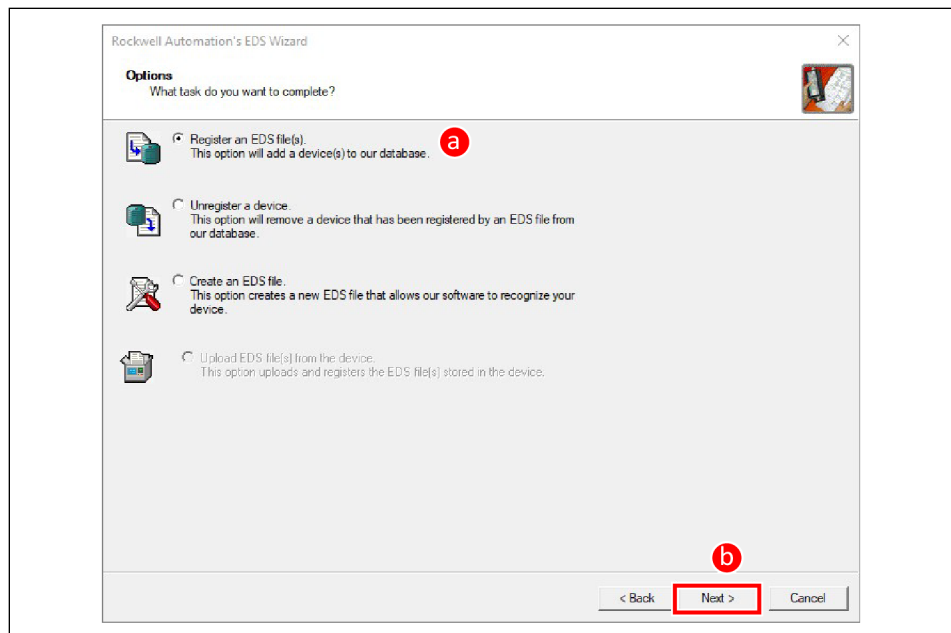 Rockwell Automation's EDS Wizard
Options
What task do you want to complete?
Register an EDS file(s).
a
This option will add a device(s) to our database.
Unregister a device.
This option will remove a device that has been registered by an EDS file from
our database.
Create an EDS file.
This option creates a new EDS file that allows our software to recognize your
device.
Upload EDS file(s) from the device.
This option uploads and registers the EDS file(s) stored in the device.
b
< Back Next > Cancel